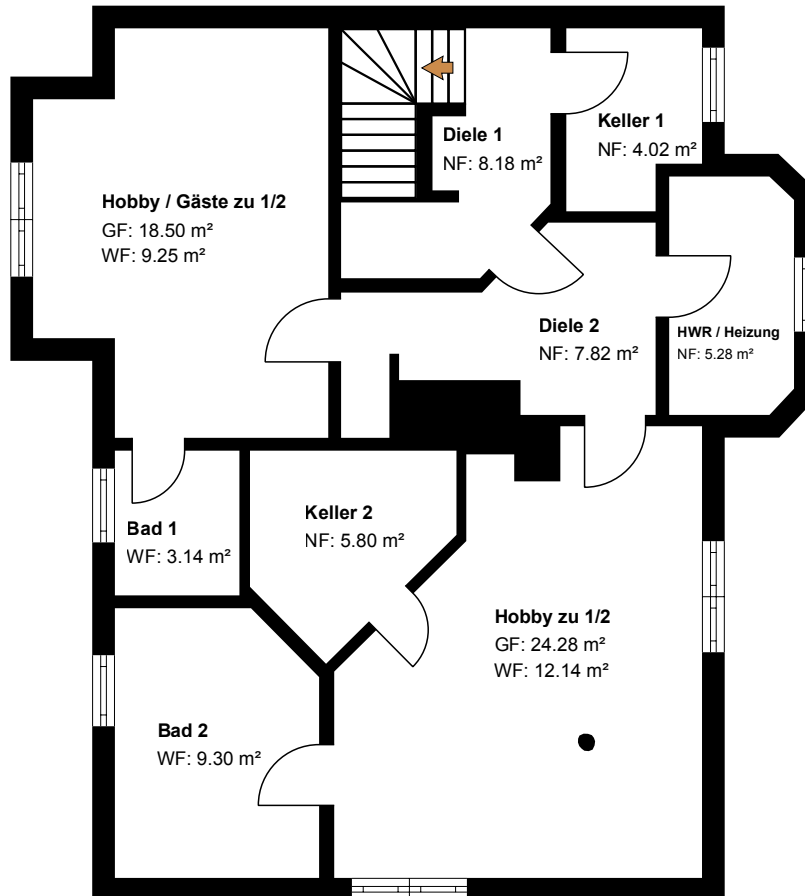 Diele 1
NF: 8.18 m²
Keller 1
NF: 4.02 m²
Hobby / Gäste zu 1/2
GF: 18.50 m²
WF: 9.25 m²
Diele 2
NF: 7.82 m²
HWR / Heizung
NF: 5.28 m²
Keller 2
NF: 5.80 m²
Bad 1
WF: 3.14 m²
Hobby zu 1/2
GF: 24.28 m²
WF: 12.14 m²
Bad 2
WF: 9.30 m²